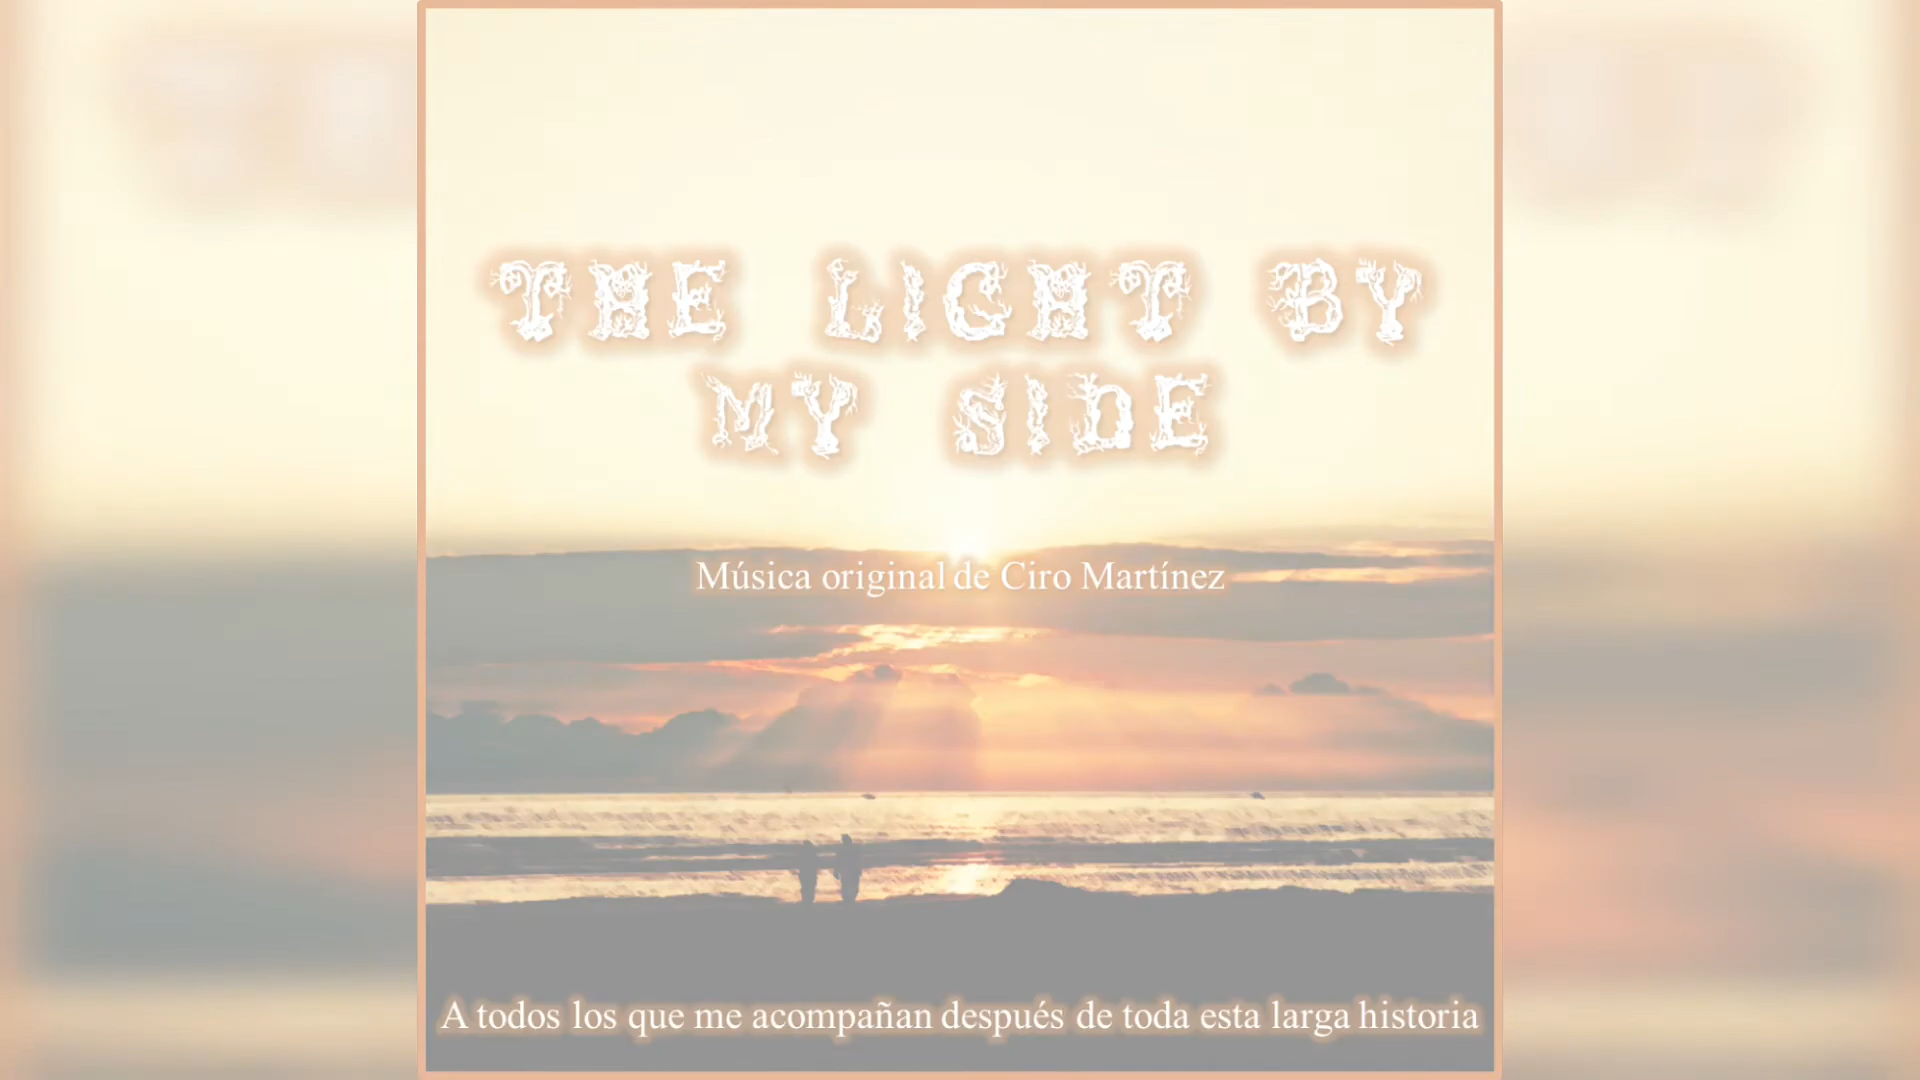 THE LIGHT BY
MY SIDE
Música original de Ciro Martínez
A todos los que me acompañan después de toda esta larga historia